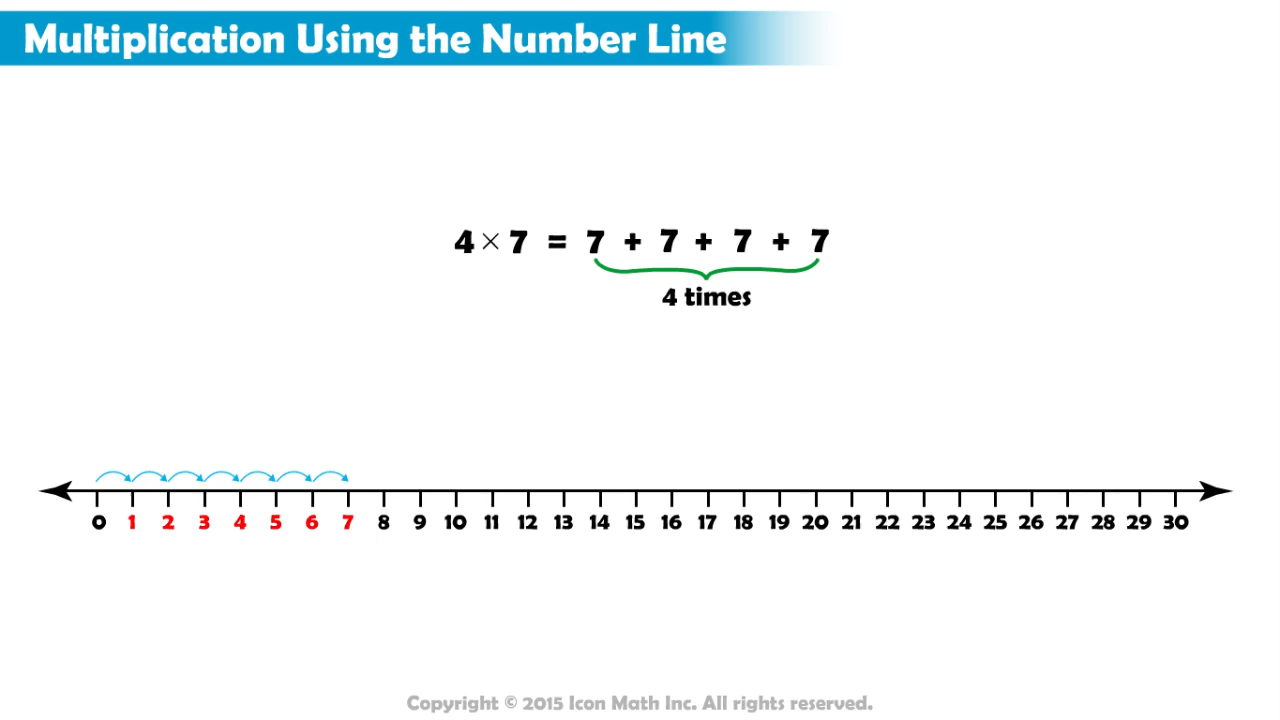 Multiplication Using the Number Line
4 × 7 = 7 + 7 + 7 + 7
4 times
0 1 2 3 4 5 6 7 8 9 10 11 12 13 14 15 16 17 18 19 20 21 22 23 24 25 26 27 28 29 30
Copyright © 2015 Icon Math Inc. All rights reserved.